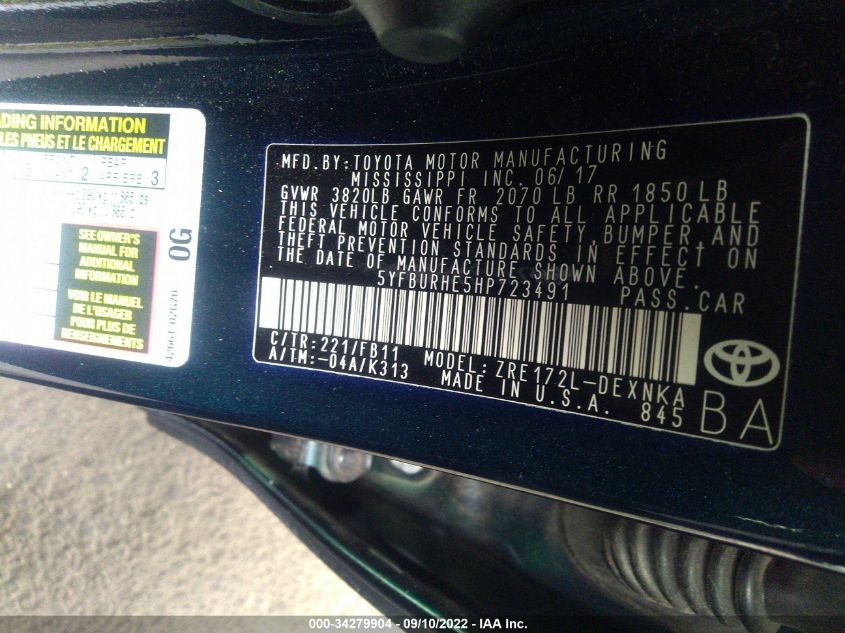 ADING INFORMATION
LES PNEUS ET LE CHARGEMENT
2
3
SEE OWNER'S
MANUAL FOR
ADDITIONAL
INFORMATION
VOIR LE MANUEL
DE L'USAGER
POUR PLUS DE
RENSEIGNEMENTS
0G
42661-02G70
MFD.BY:TOYOTA MOTOR MANUFACTURING
MISSISSIPPI INC. 06/17
GVWR 3820LB GAWR FR 2070 LB RR 1850 LB
THIS VEHICLE CONFORMS TO ALL APPLICABLE
FEDERAL MOTOR VEHICLE SAFETY, BUMPER, AND
THEFT PREVENTION STANDARDS IN EFFECT ON
THE DATE OF MANUFACTURE SHOWN ABOVE.
5YFBURHE5HP723491 PASS.CAR
C/TR:221/FB11 MODEL:ZRE172L-DEXNKA
A/TM:-04A/K313 MADE IN U.S.A. 845
BA
000-34279904 - 09/10/2022 - IAA Inc.